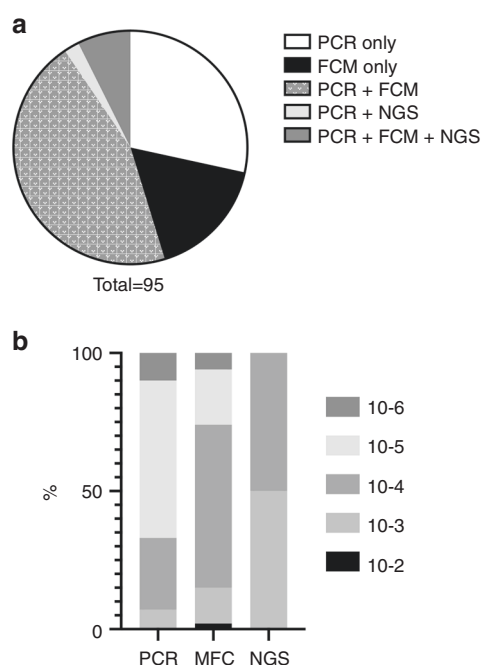 a
PCR only
FCM only
PCR + FCM
PCR + NGS
PCR + FCM + NGS
Total=95
b
100
50
0
%
PCR
MFC
NGS
10-6
10-5
10-4
10-3
10-2